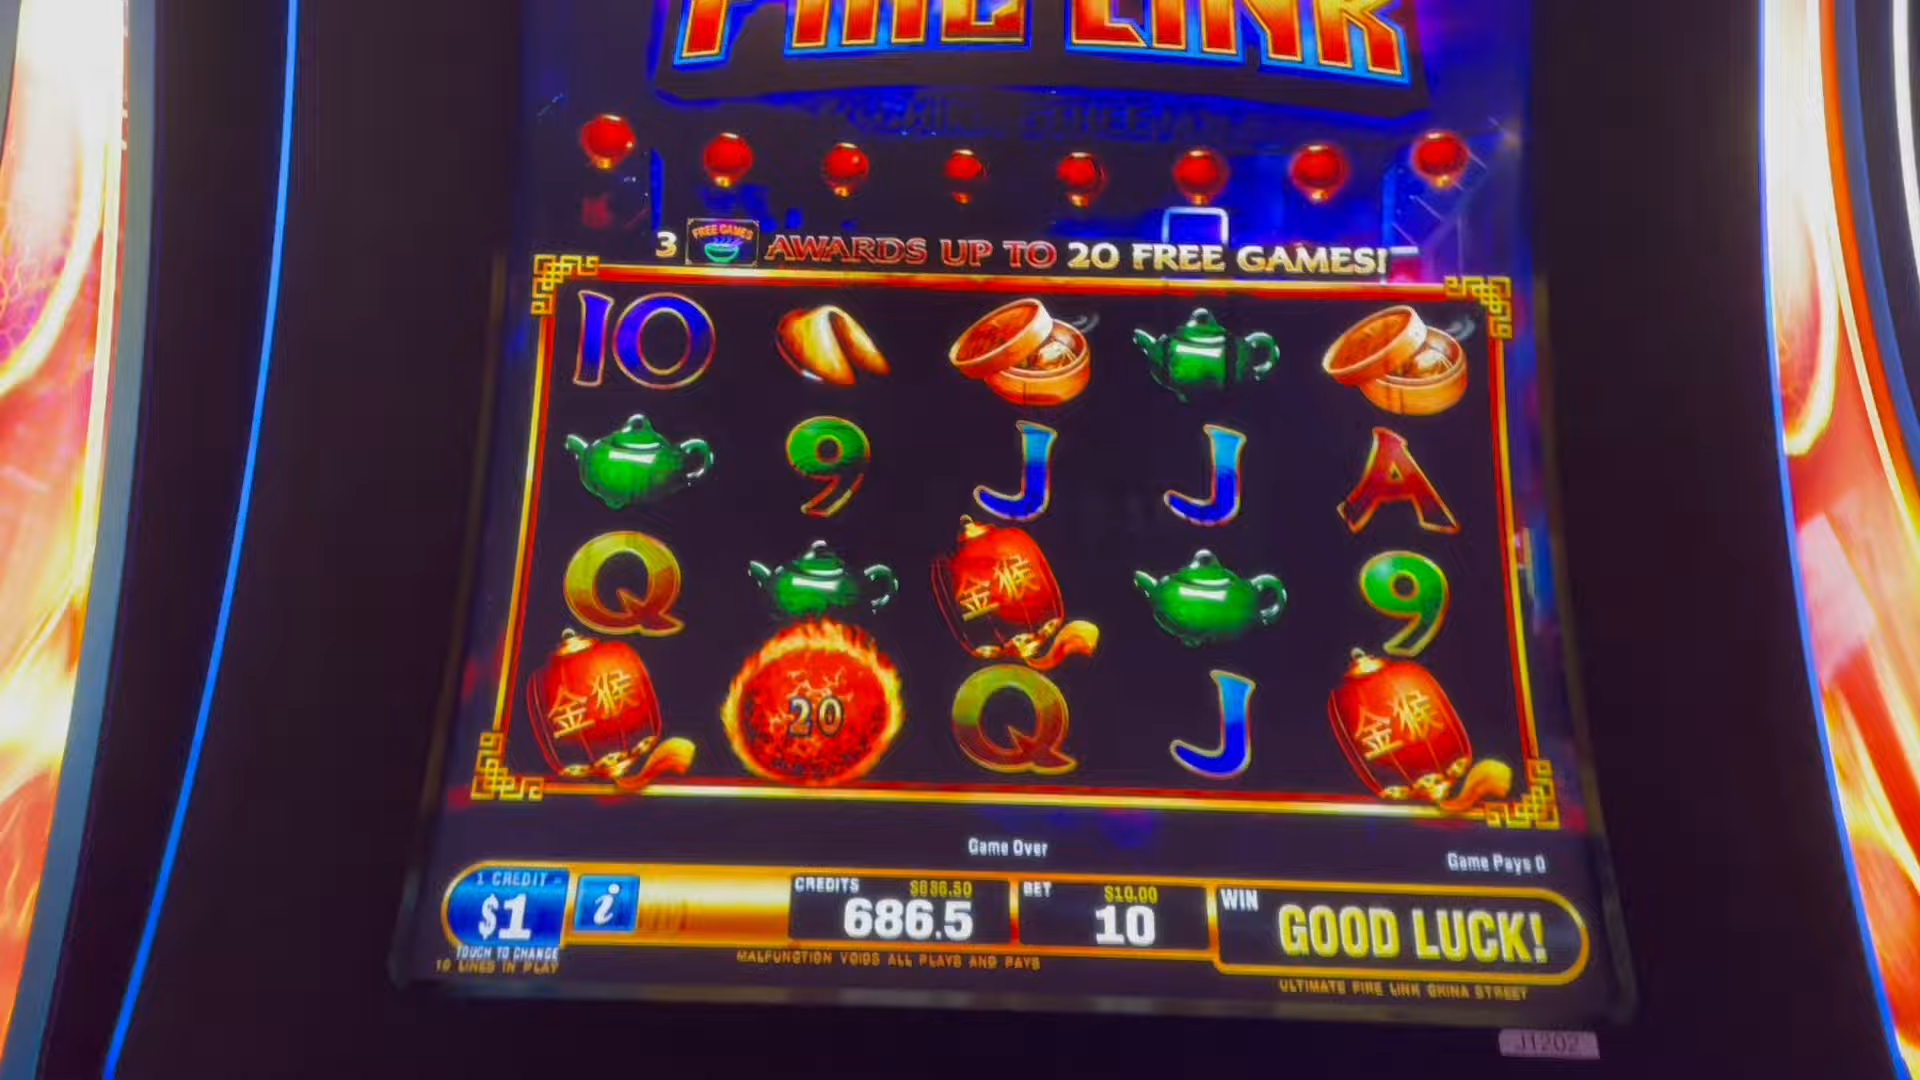 FIRE LINK
3 FREE GAMES AWARDS UP TO 20 FREE GAMES!
10
9 J J A
Q 金猴 9
金猴 20 Q J 金猴
Game Over
Game Pays 0
1 CREDIT =
$1
TOUCH TO CHANGE
10 LINES IN PLAY
i
CREDITS $686.50
686.5
BET $10.00
10
WIN
GOOD LUCK!
MALFUNCTION VOIDS ALL PLAYS AND PAYS
ULTIMATE FIRE LINK CHINA STREET
J1202